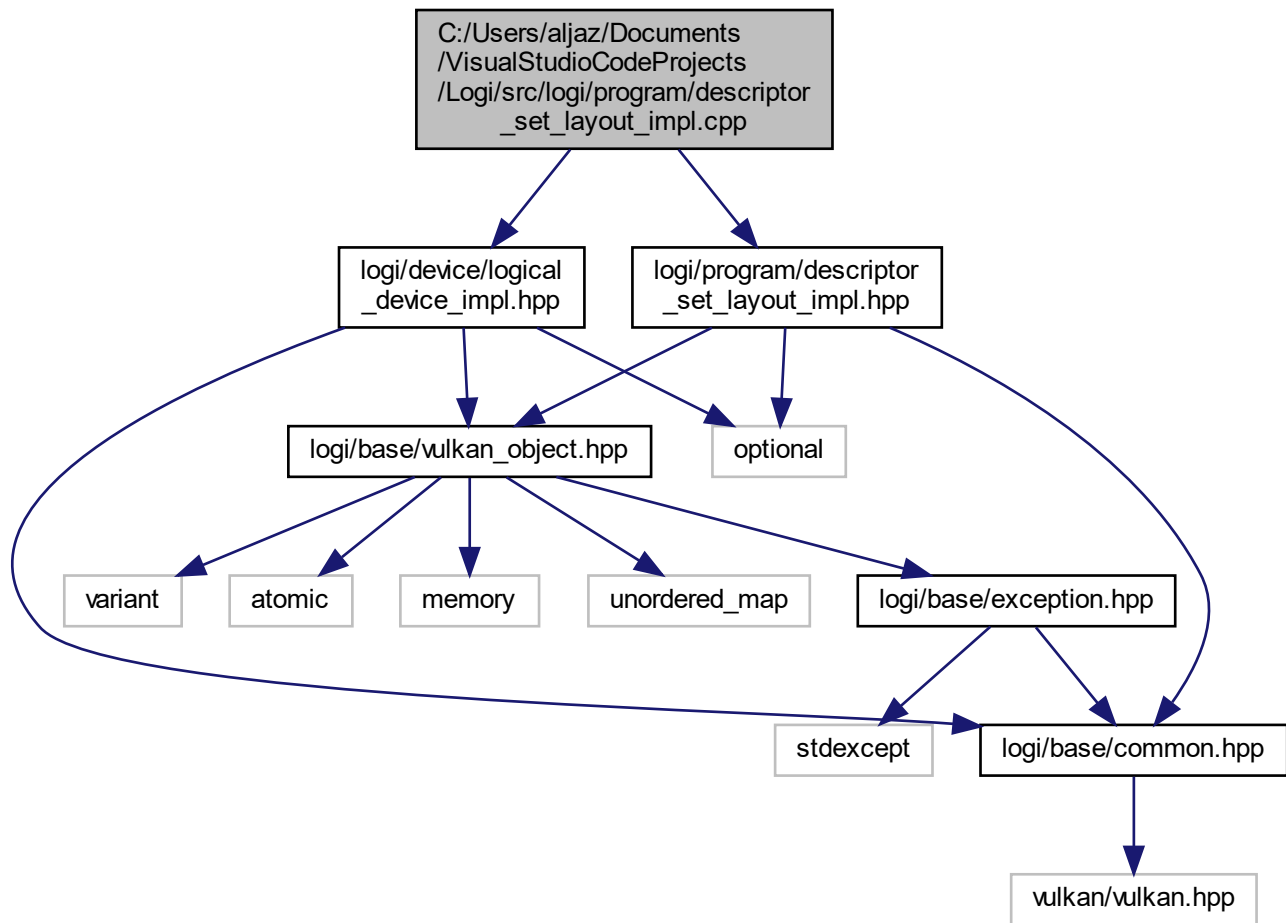 C:/Users/aljaz/Documents
/VisualStudioCodeProjects
/Logi/src/logi/program/descriptor
_set_layout_impl.cpp
logi/device/logical
_device_impl.hpp
logi/program/descriptor
_set_layout_impl.hpp
logi/base/vulkan_object.hpp
optional
variant
atomic
memory
unordered_map
logi/base/exception.hpp
stdexcept
logi/base/common.hpp
vulkan/vulkan.hpp